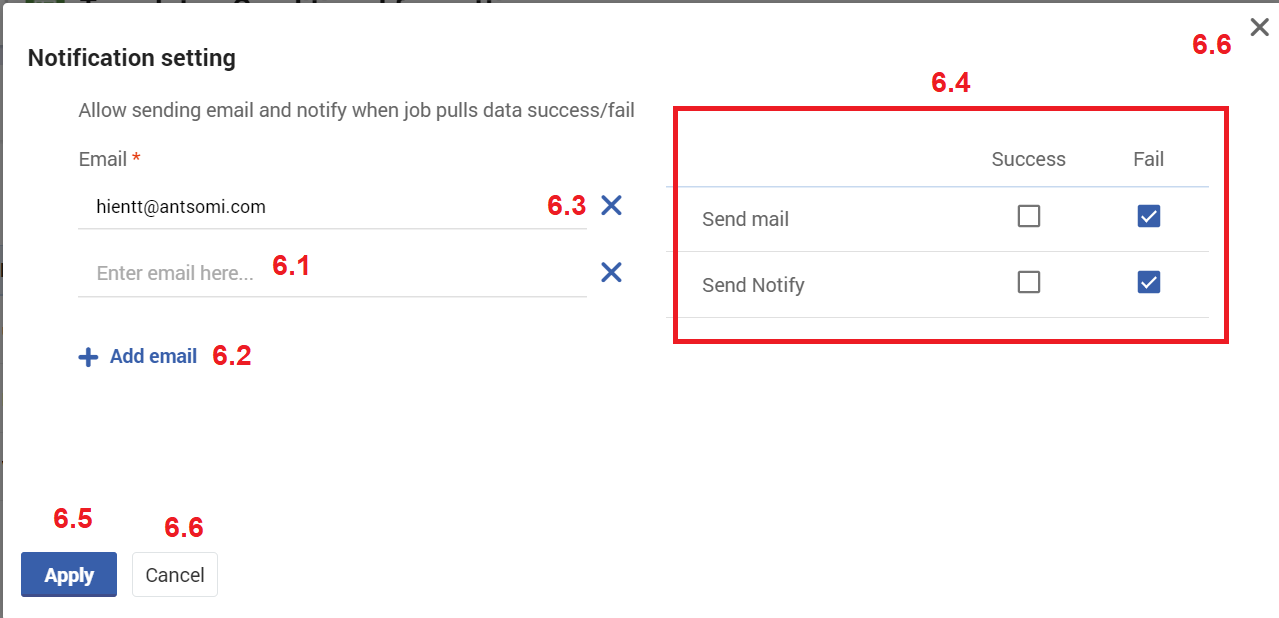 6.6
Notification setting
6.4
Allow sending email and notify when job pulls data success/fail
Email *
Success Fail
hientt@antsomi.com 6.3
Send mail
Enter email here... 6.1
Send Notify
+ Add email 6.2
6.5 6.6
Apply Cancel